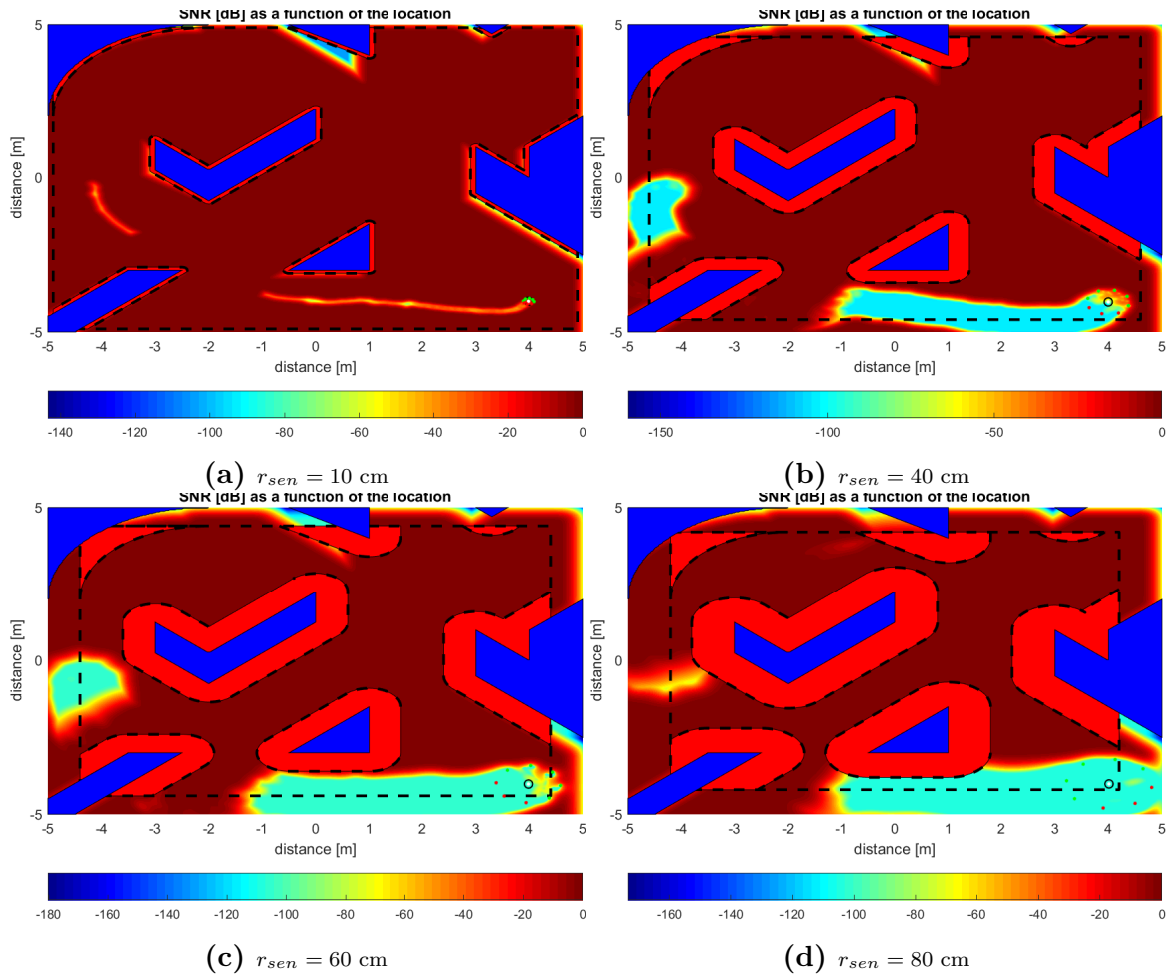 SNR [dB] as a function of the location
SNR [dB] as a function of the location
distance [m]
distance [m]
5
0
-5
5
0
-5
-5 -4 -3 -2 -1 0 1 2 3 4 5
-5 -4 -3 -2 -1 0 1 2 3 4 5
distance [m]
distance [m]
-140 -120 -100 -80 -60 -40 -20 0
-150 -100 -50 0
(a) r_sen = 10 cm
(b) r_sen = 40 cm
SNR [dB] as a function of the location
SNR [dB] as a function of the location
distance [m]
distance [m]
5
0
-5
5
0
-5
-5 -4 -3 -2 -1 0 1 2 3 4 5
-5 -4 -3 -2 -1 0 1 2 3 4 5
distance [m]
distance [m]
-180 -160 -140 -120 -100 -80 -60 -40 -20 0
-160 -140 -120 -100 -80 -60 -40 -20 0
(c) r_sen = 60 cm
(d) r_sen = 80 cm